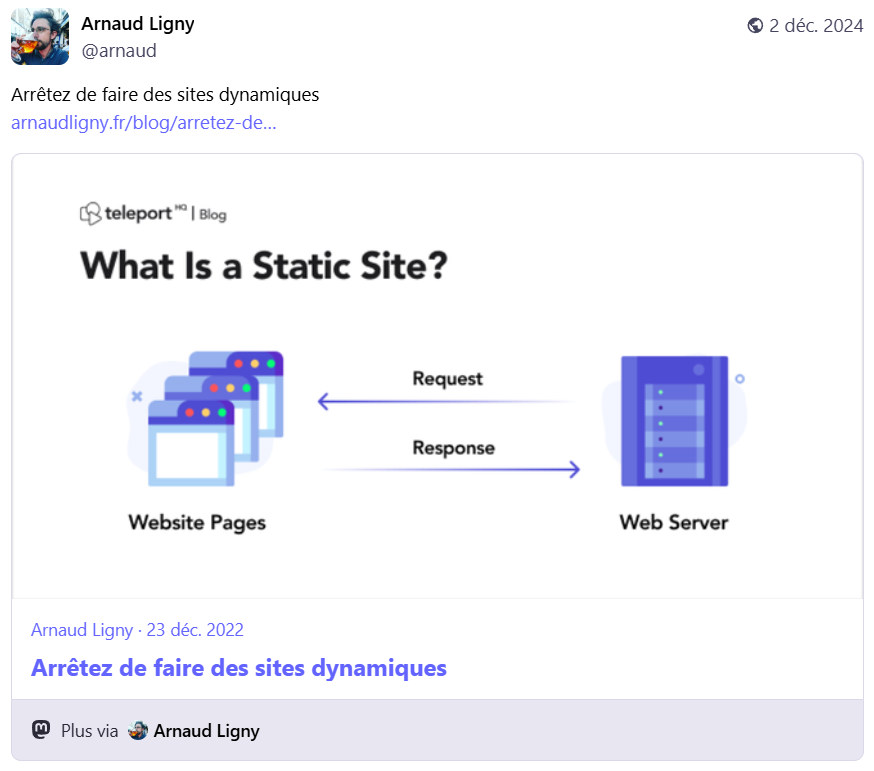 Arnaud Ligny
@arnaud
2 déc. 2024
Arrêtez de faire des sites dynamiques
arnaudligny.fr/blog/arretez-de...
teleport HQ | Blog
What Is a Static Site?
Request
Response
Website Pages
Web Server
Arnaud Ligny · 23 déc. 2022
Arrêtez de faire des sites dynamiques
Plus via Arnaud Ligny